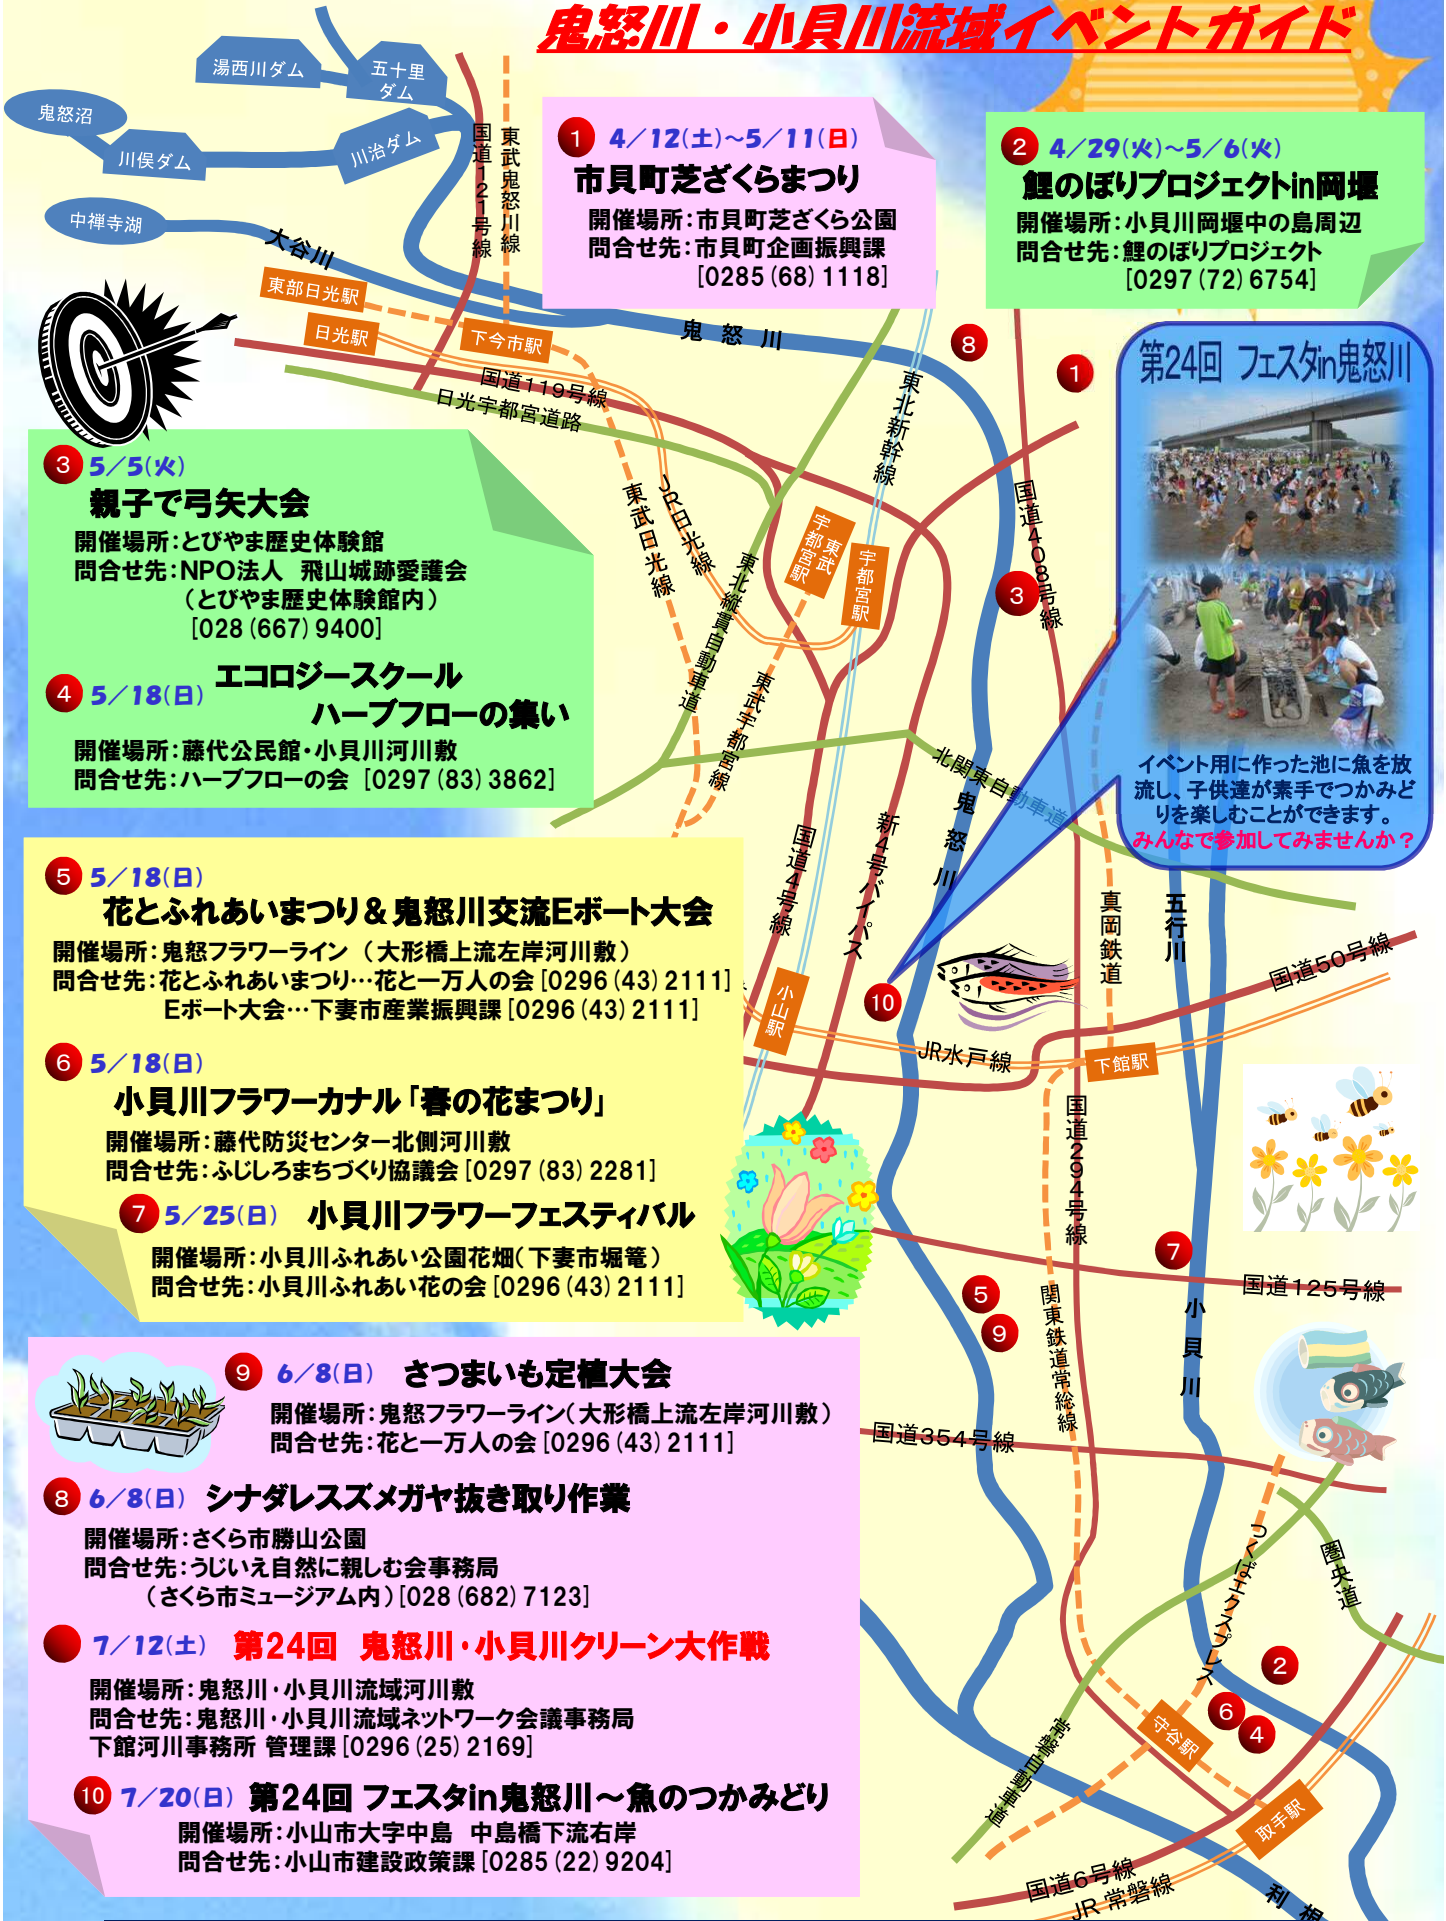 鬼怒川・小貝川流域イベントガイド
湯西川ダム
五十里
ダム
鬼怒沼
川俣ダム
川治ダム
中禅寺湖
大谷川
国道121号線
東武鬼怒川線
東部日光駅
日光駅
下今市駅
鬼怒川
国道119号線
日光宇都宮道路
① 4/12(土)~5/11(日)
市貝町芝ざくらまつり
開催場所:市貝町芝ざくら公園
問合せ先:市貝町企画振興課
[0285(68)1118]
② 4/29(火)~5/6(火)
鯉のぼりプロジェクトin岡堰
開催場所:小貝川岡堰中の島周辺
問合せ先:鯉のぼりプロジェクト
[0297(72)6754]
⑧
①
第24回 フェスタin鬼怒川
イベント用に作った池に魚を放
流し、子供達が素手でつかみど
りを楽しむことができます。
みんなで参加してみませんか?
③ 5/5(火)
親子で弓矢大会
開催場所:とびやま歴史体験館
問合せ先:NPO法人 飛山城跡愛護会
(とびやま歴史体験館内)
[028(667)9400]
④ 5/18(日) エコロジースクール
ハーブフローの集い
開催場所:藤代公民館・小貝川河川敷
問合せ先:ハーブフローの会 [0297(83)3862]
東北新幹線
JR日光線
東武日光線
東武
宇都宮駅
宇都宮駅
東北縦貫自動車道
東武宇都宮線
国道408号線
③
北関東自動車道
鬼怒川
国道4号線
新4号バイパス
真岡鉄道
五行川
国道50号線
小山駅
⑩
JR水戸線
下館駅
⑤ 5/18(日)
花とふれあいまつり&鬼怒川交流Eボート大会
開催場所:鬼怒フラワーライン (大形橋上流左岸河川敷)
問合せ先:花とふれあいまつり…花と一万人の会[0296(43)2111]
Eボート大会…下妻市産業振興課[0296(43)2111]
⑥ 5/18(日)
小貝川フラワーカナル「春の花まつり」
開催場所:藤代防災センター北側河川敷
問合せ先:ふじしろまちづくり協議会[0297(83)2281]
⑦ 5/25(日) 小貝川フラワーフェスティバル
開催場所:小貝川ふれあい公園花畑(下妻市堀篭)
問合せ先:小貝川ふれあい花の会[0296(43)2111]
国道294号線
⑦
国道125号線
⑤
⑨
関東鉄道常総線
小貝川
国道354号線
⑨ 6/8(日) さつまいも定植大会
開催場所:鬼怒フラワーライン(大形橋上流左岸河川敷)
問合せ先:花と一万人の会[0296(43)2111]
⑧ 6/8(日) シナダレスズメガヤ抜き取り作業
開催場所:さくら市勝山公園
問合せ先:うじいえ自然に親しむ会事務局
(さくら市ミュージアム内)[028(682)7123]
7/12(土) 第24回 鬼怒川・小貝川クリーン大作戦
開催場所:鬼怒川・小貝川流域河川敷
問合せ先:鬼怒川・小貝川流域ネットワーク会議事務局
下館河川事務所 管理課[0296(25)2169]
⑩ 7/20(日) 第24回 フェスタin鬼怒川~魚のつかみどり
開催場所:小山市大字中島 中島橋下流右岸
問合せ先:小山市建設政策課[0285(22)9204]
つくばエクスプレス
圏央道
②
⑥
④
守谷駅
常磐自動車道
取手駅
国道6号線
JR 常磐線
利根